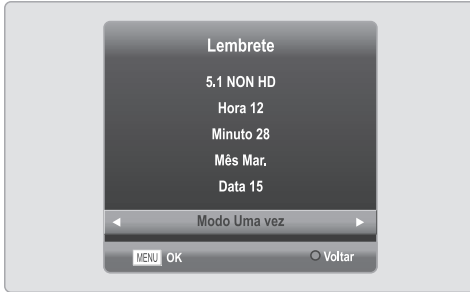 Lembrete
5.1 NON HD
Hora 12
Minuto 28
Mês Mar.
Data 15
Modo Uma vez
MENU OK Voltar